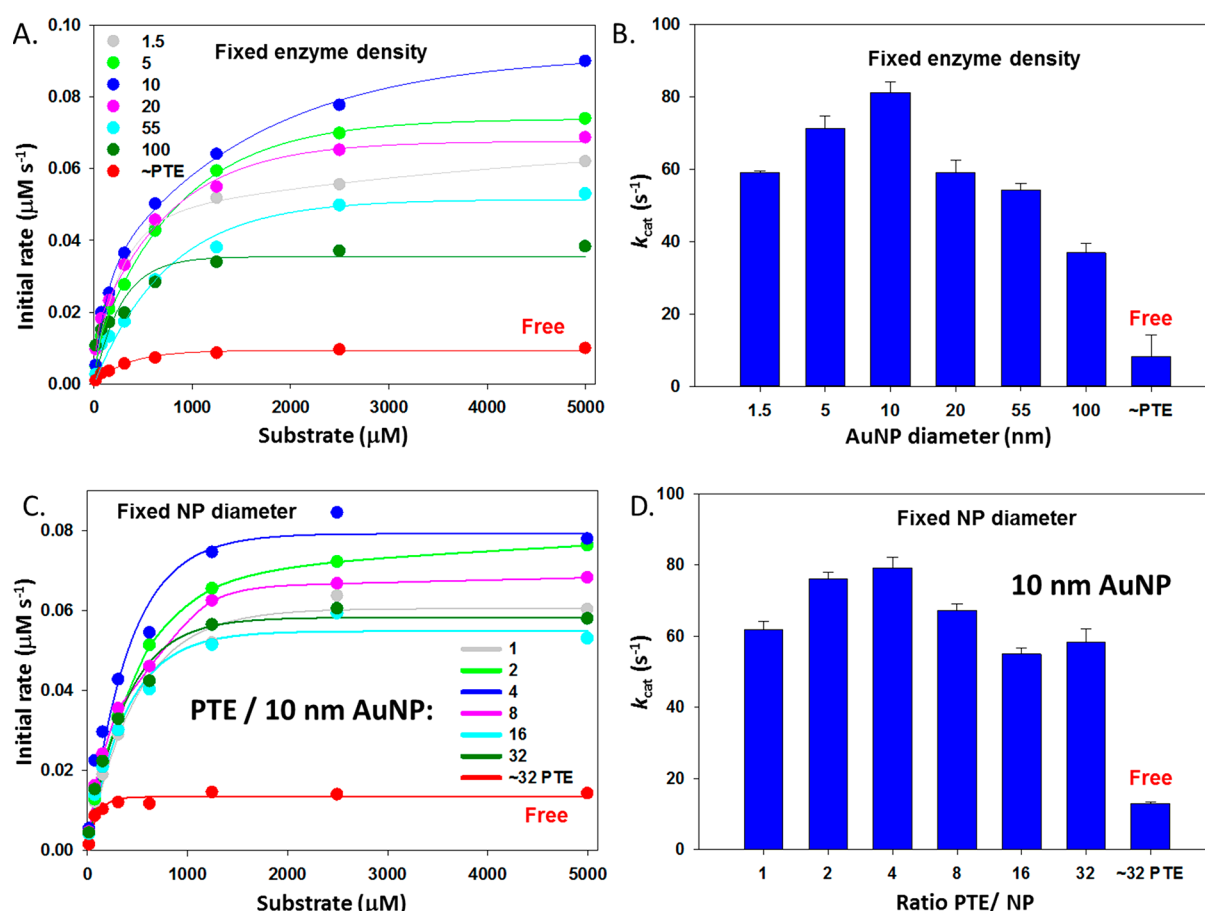 A.
Fixed enzyme density
1.5
5
10
20
55
100
~PTE
Free
0.10
0.08
0.06
0.04
0.02
0.00
Initial rate (μM s⁻¹)
0 1000 2000 3000 4000 5000
Substrate (μM)
B.
Fixed enzyme density
Free
100
80
60
40
20
0
kcat (s⁻¹)
1.5 5 10 20 55 100 ~PTE
AuNP diameter (nm)
C.
Fixed NP diameter
PTE / 10 nm AuNP:
1
2
4
8
16
32
~32 PTE
Free
0.08
0.06
0.04
0.02
0.00
Initial rate (μM s⁻¹)
0 1000 2000 3000 4000 5000
Substrate (μM)
D.
Fixed NP diameter
10 nm AuNP
Free
100
80
60
40
20
0
kcat (s⁻¹)
1 2 4 8 16 32 ~32 PTE
Ratio PTE/ NP